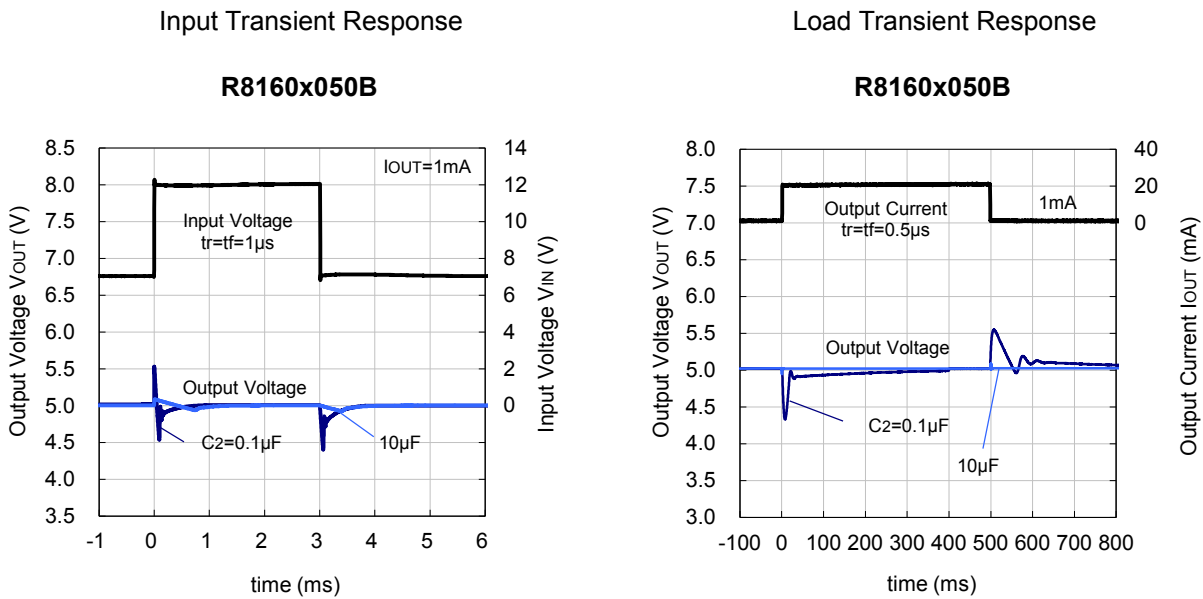 Input Transient Response
R8160x050B
Output Voltage VOUT (V)
8.5
8.0
7.5
7.0
6.5
6.0
5.5
5.0
4.5
4.0
3.5
14
12
10
8
6
4
2
0
Input Voltage VIN (V)
IOUT=1mA
Input Voltage
tr=tf=1µs
Output Voltage
C2=0.1µF
10µF
-1 0 1 2 3 4 5 6
time (ms)
Load Transient Response
R8160x050B
Output Voltage VOUT (V)
8.0
7.5
7.0
6.5
6.0
5.5
5.0
4.5
4.0
3.5
3.0
40
20
0
Output Current IOUT (mA)
1mA
Output Current
tr=tf=0.5µs
Output Voltage
C2=0.1µF
10µF
-100 0 100 200 300 400 500 600 700 800
time (ms)